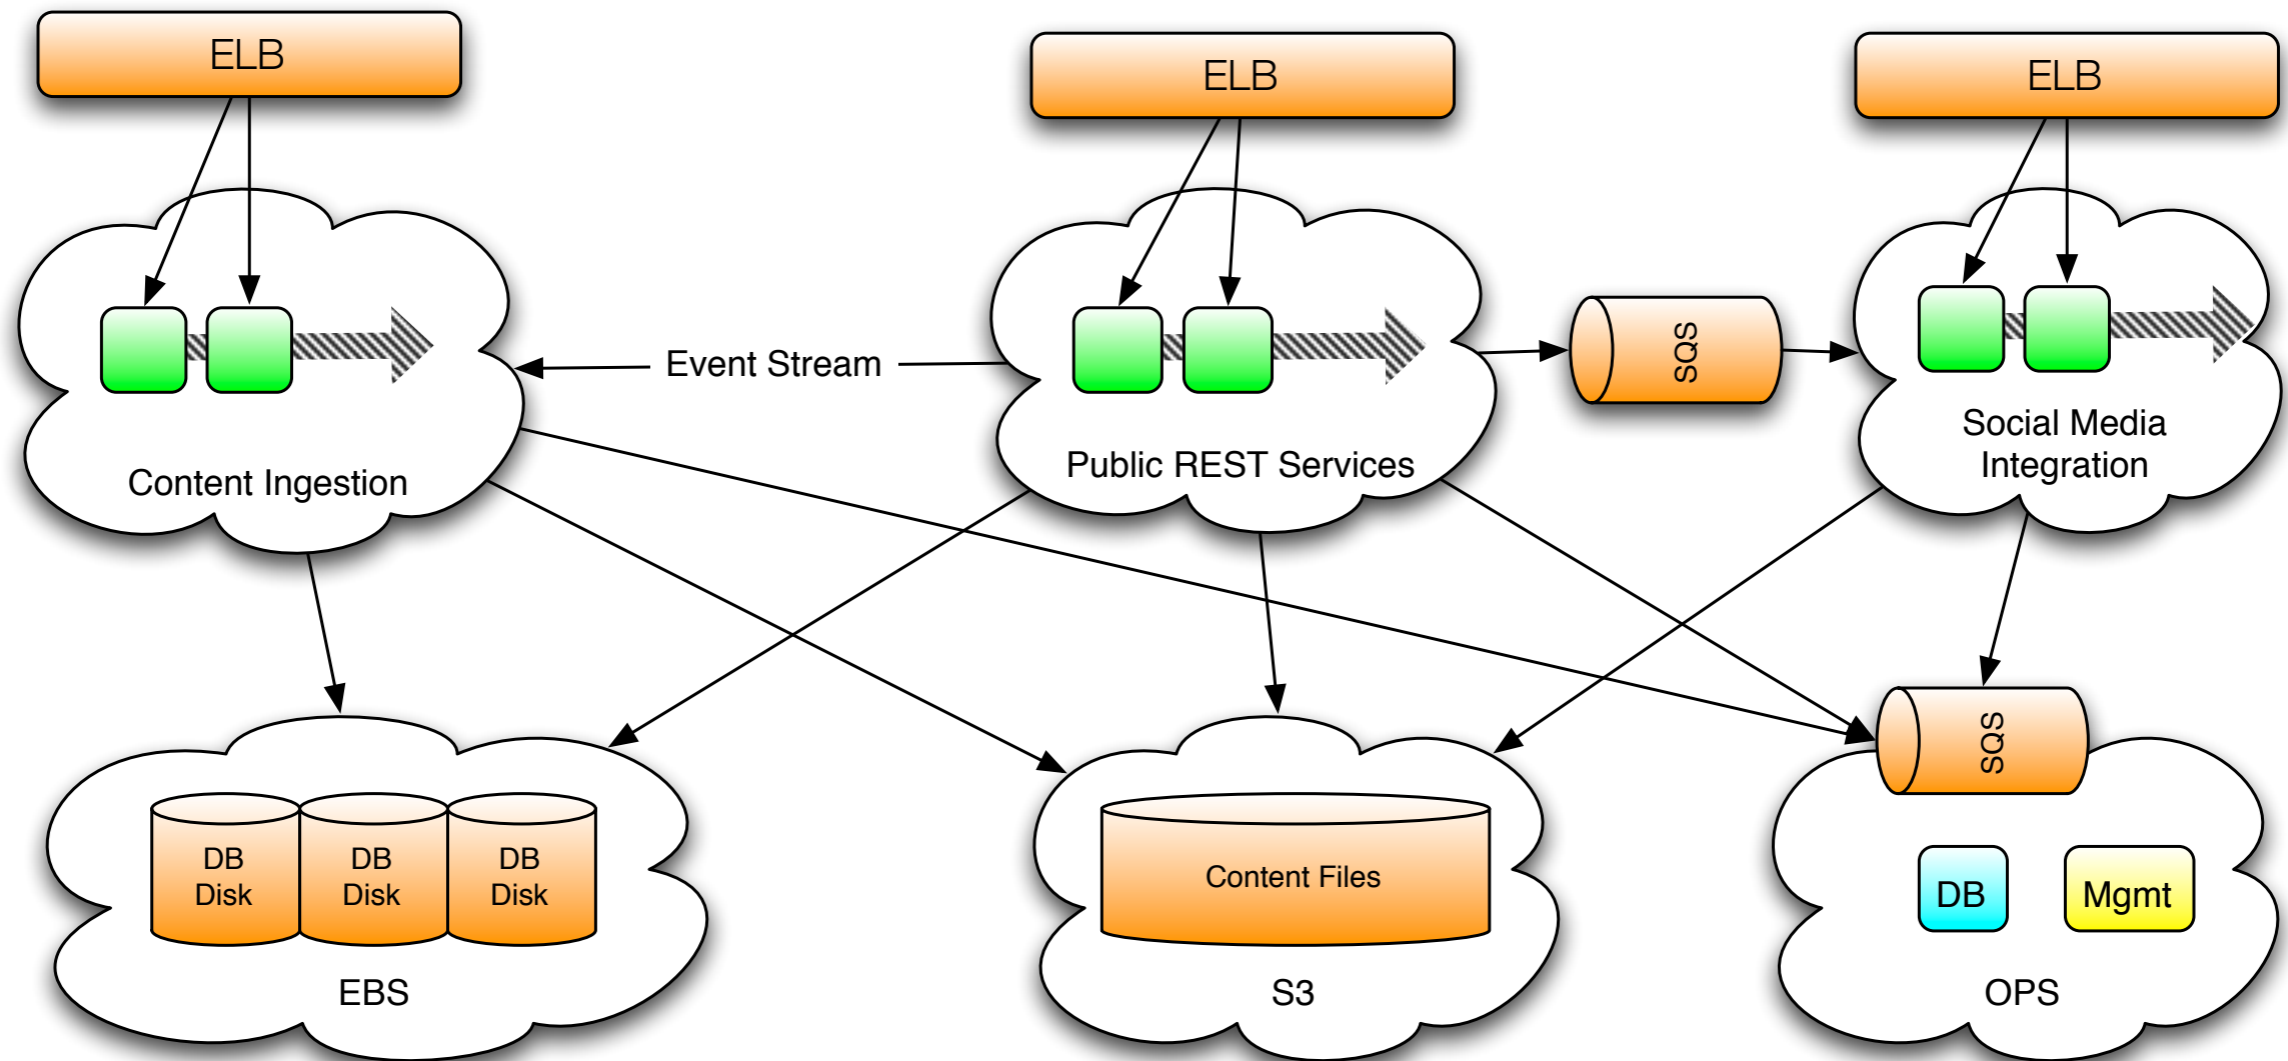 ELB
ELB
ELB
Event Stream
SQS
Content Ingestion
Public REST Services
Social Media
Integration
SQS
DB
Disk
DB
Disk
DB
Disk
EBS
Content Files
S3
DB
Mgmt
OPS